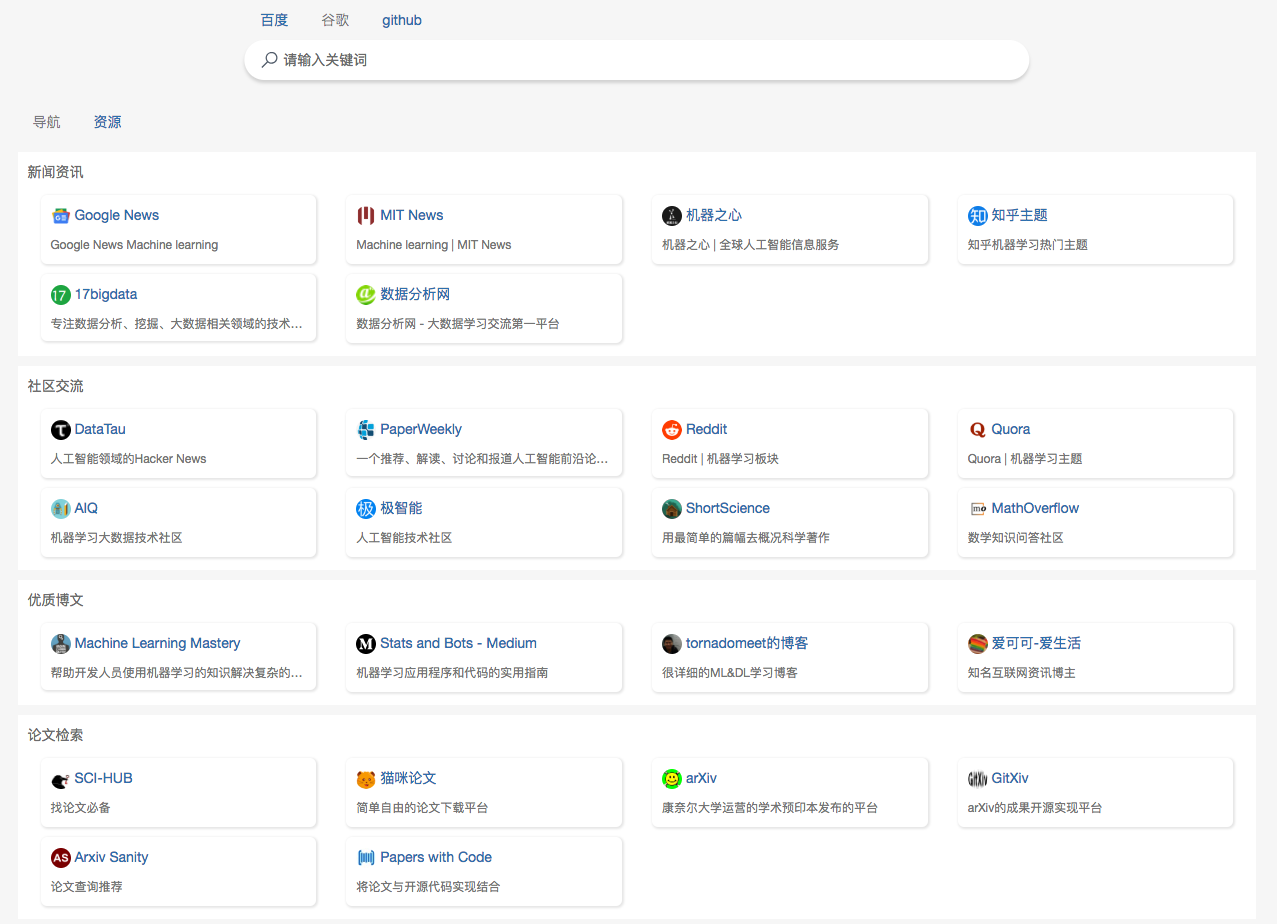 百度 谷歌 github
请输入关键词
导航 资源
新闻资讯
Google News MIT News 机器之心 知乎主题
Google News Machine learning Machine learning | MIT News 机器之心 | 全球人工智能信息服务 知乎机器学习热门主题
17bigdata 数据分析网
专注数据分析、挖掘、大数据相关领域的技术... 数据分析网 - 大数据学习交流第一平台
社区交流
DataTau PaperWeekly Reddit Quora
人工智能领域的Hacker News 一个推荐、解读、讨论和报道人工智能前沿论... Reddit | 机器学习板块 Quora | 机器学习主题
AIQ 极智能 ShortScience MathOverflow
机器学习大数据技术社区 人工智能技术社区 用最简单的篇幅去概况科学著作 数学知识问答社区
优质博文
Machine Learning Mastery Stats and Bots - Medium tornadomeet的博客 爱可可-爱生活
帮助开发人员使用机器学习的知识解决复杂的... 机器学习应用程序和代码的实用指南 很详细的ML&DL学习博客 知名互联网资讯博主
论文检索
SCI-HUB 猫咪论文 arXiv GitXiv
找论文必备 简单自由的论文下载平台 康奈尔大学运营的学术预印本发布的平台 arXiv的成果开源实现平台
Arxiv Sanity Papers with Code
论文查询推荐 将论文与开源代码实现结合